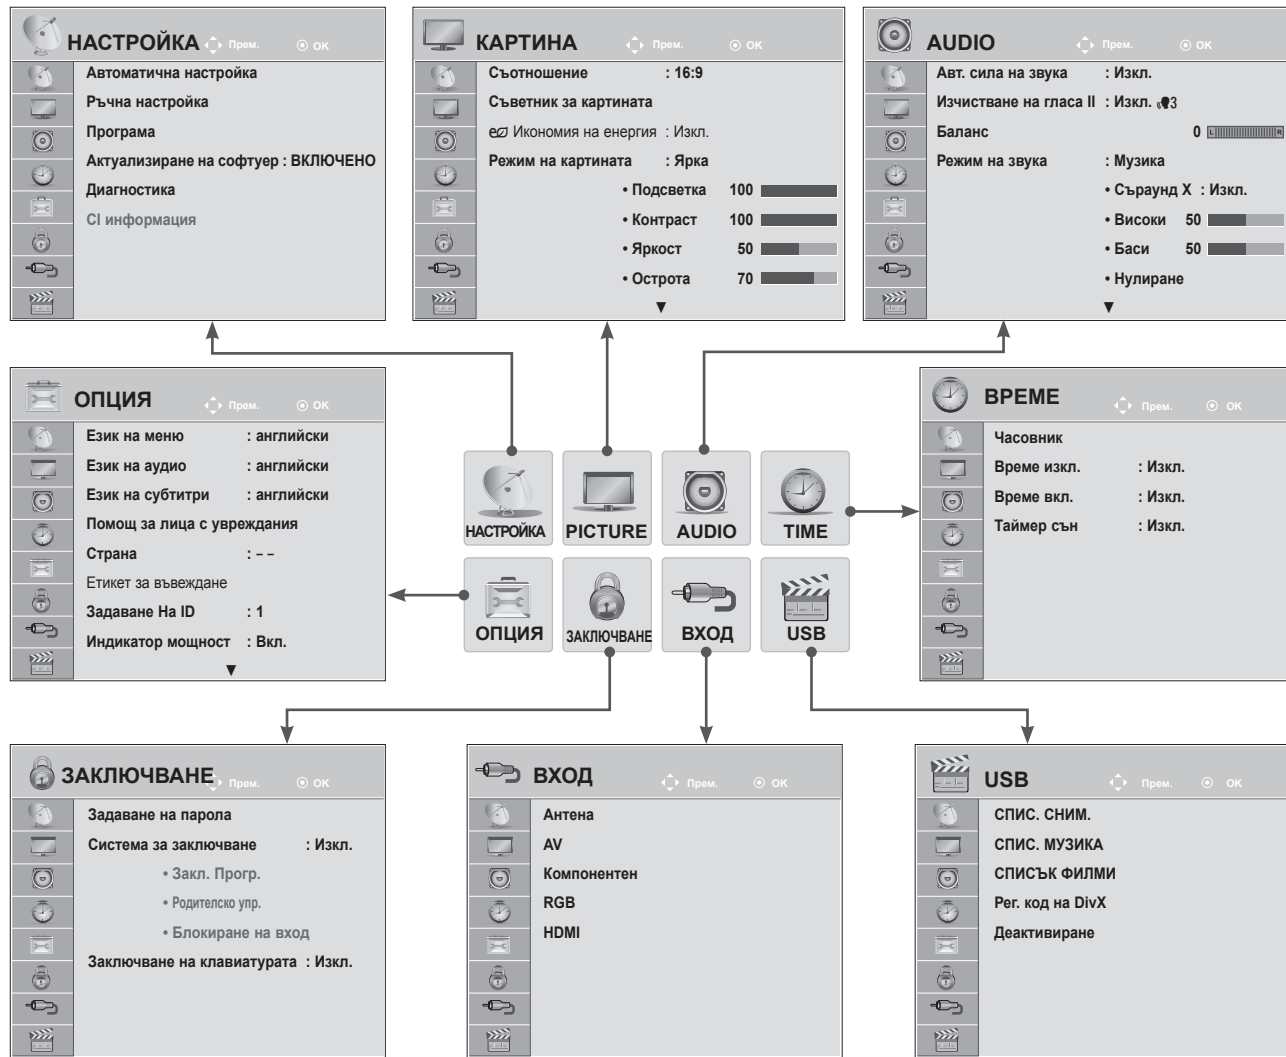 НАСТРОЙКА Прем. OK
Автоматична настройка
Ръчна настройка
Програма
Актуализиране на софтуер : ВКЛЮЧЕНО
Диагностика
CI информация
КАРТИНА Прем. OK
Съотношение : 16:9
Съветник за картината
Икономия на енергия : Изкл.
Режим на картината : Ярка
• Подсветка 100
• Контраст 100
• Яркост 50
• Острота 70
▼
AUDIO Прем. OK
Авт. сила на звука : Изкл.
Изчистване на гласа II : Изкл. 3
Баланс 0 L R
Режим на звука : Музика
• Съраунд X : Изкл.
• Високи 50
• Баси 50
• Нулиране
▼
ОПЦИЯ Прем. OK
Език на меню : английски
Език на аудио : английски
Език на субтитри : английски
Помощ за лица с увреждания
Страна : – –
Етикет за въвеждане
Задаване На ID : 1
Индикатор мощност : Вкл.
▼
НАСТРОЙКА
PICTURE
AUDIO
TIME
ОПЦИЯ
ЗАКЛЮЧВАНЕ
ВХОД
USB
ВРЕМЕ Прем. OK
Часовник
Време изкл. : Изкл.
Време вкл. : Изкл.
Таймер сън : Изкл.
ЗАКЛЮЧВАНЕ Прем. OK
Задаване на парола
Система за заключване : Изкл.
• Закл. Прогр.
• Родителско упр.
• Блокиране на вход
Заключване на клавиатурата : Изкл.
ВХОД Прем. OK
Антена
AV
Компонентен
RGB
HDMI
USB Прем. OK
СПИС. СНИМ.
СПИС. МУЗИКА
СПИСЪК ФИЛМИ
Рег. код на DivX
Деактивиране